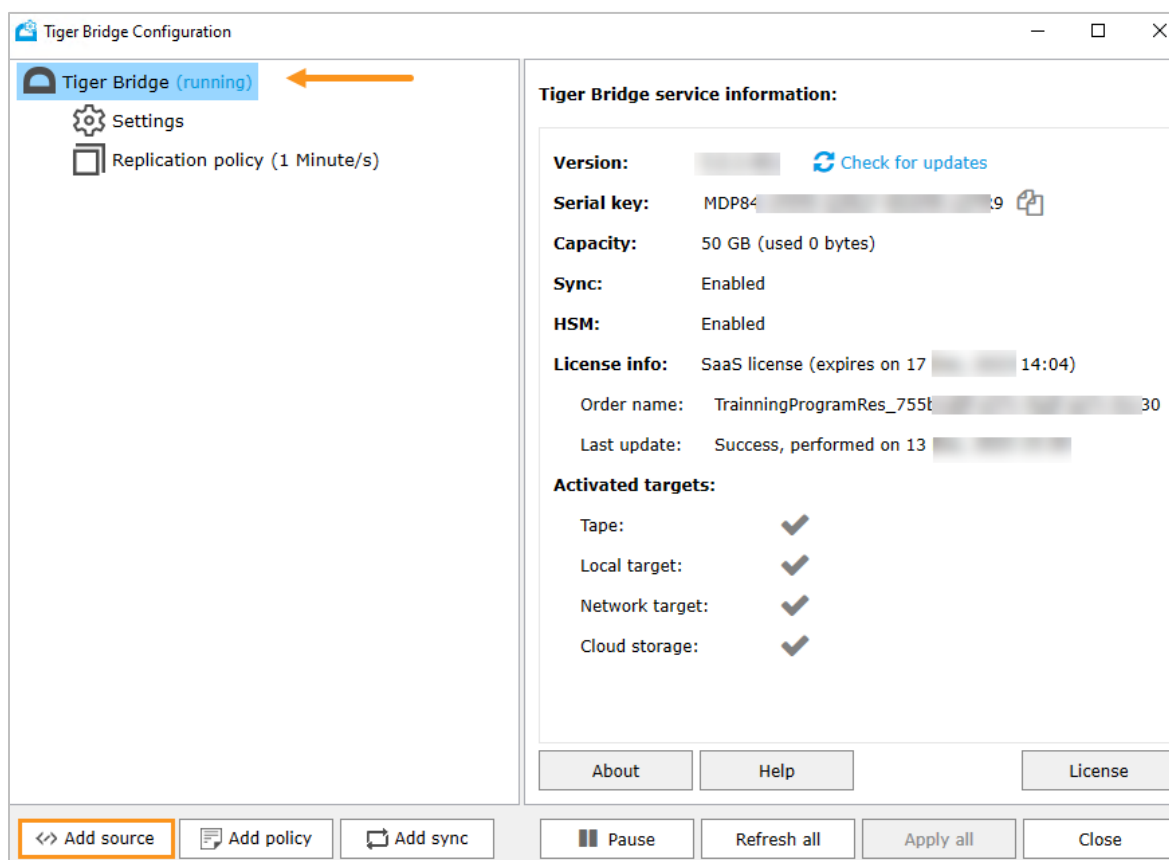 Tiger Bridge Configuration
Tiger Bridge (running)
Settings
Replication policy (1 Minute/s)
Tiger Bridge service information:
Version: Check for updates
Serial key: MDP84 :9
Capacity: 50 GB (used 0 bytes)
Sync: Enabled
HSM: Enabled
License info: SaaS license (expires on 17 14:04)
Order name: TrainningProgramRes_755 30
Last update: Success, performed on 13
Activated targets:
Tape:
Local target:
Network target:
Cloud storage:
About Help License
Add source Add policy Add sync Pause Refresh all Apply all Close